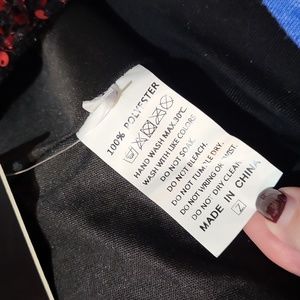 100% POLYESTER
HAND WASH MAX.30°C.
WASH WITH LIKE COLORS
DO NOT SOAK.
DO NOT BLEACH.
DO NOT TUMBLE DRY.
DO NOT WRING OR TWIST.
DO NOT DRY CLEAN
MADE IN CHINA
Z